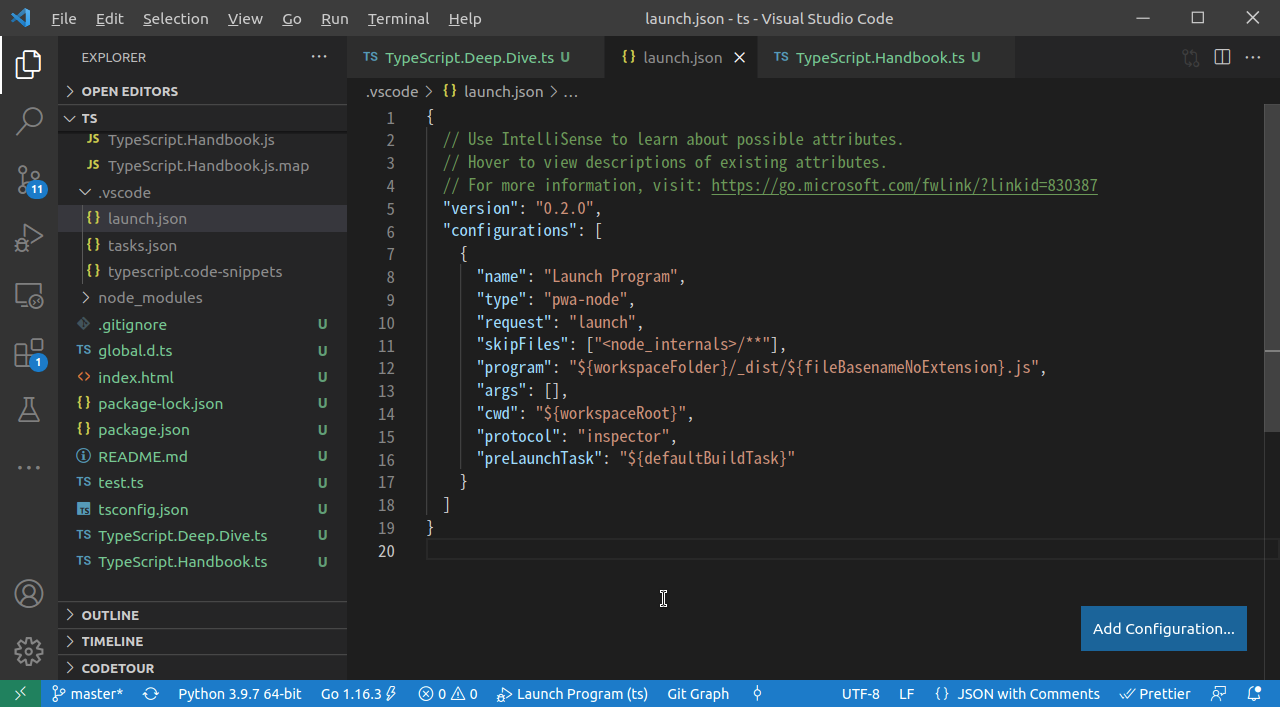 File Edit Selection View Go Run Terminal Help launch.json - ts - Visual Studio Code
EXPLORER
OPEN EDITORS
TS
JS TypeScript.Handbook.js
JS TypeScript.Handbook.js.map
.vscode
{} launch.json
{} tasks.json
{} typescript.code-snippets
node_modules
.gitignore U
TS global.d.ts U
<> index.html U
{} package-lock.json U
{} package.json U
README.md U
TS test.ts U
TS tsconfig.json U
TS TypeScript.Deep.Dive.ts U
TS TypeScript.Handbook.ts U
OUTLINE
TIMELINE
CODETOUR
11
1
TS TypeScript.Deep.Dive.ts U {} launch.json TS TypeScript.Handbook.ts U
.vscode > {} launch.json > ...
1 {
2 // Use IntelliSense to learn about possible attributes.
3 // Hover to view descriptions of existing attributes.
4 // For more information, visit: https://go.microsoft.com/fwlink/?linkid=830387
5 "version": "0.2.0",
6 "configurations": [
7 {
8 "name": "Launch Program",
9 "type": "pwa-node",
10 "request": "launch",
11 "skipFiles": ["<node_internals>/**"],
12 "program": "${workspaceFolder}/_dist/${fileBasenameNoExtension}.js",
13 "args": [],
14 "cwd": "${workspaceRoot}",
15 "protocol": "inspector",
16 "preLaunchTask": "${defaultBuildTask}"
17 }
18 ]
19 }
20
Add Configuration...
master* Python 3.9.7 64-bit Go 1.16.3 0 0 Launch Program (ts) Git Graph UTF-8 LF {} JSON with Comments Prettier